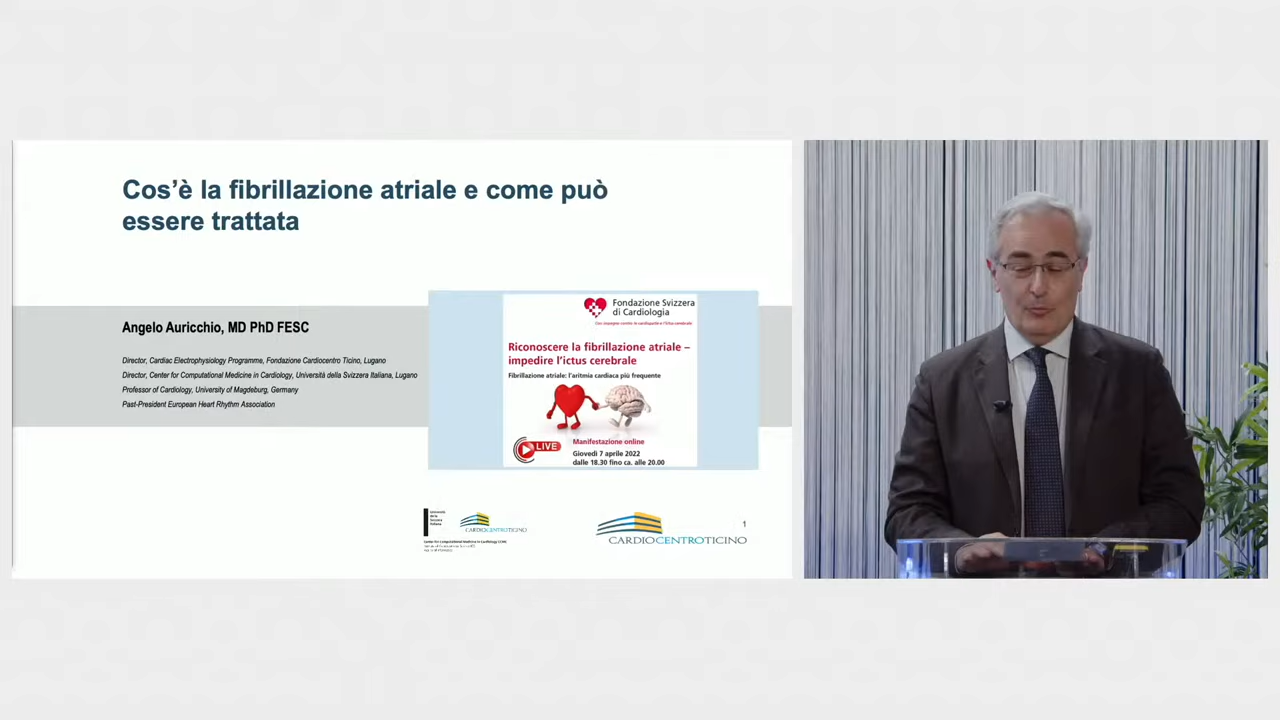 Cos’è la fibrillazione atriale e come può
essere trattata
Angelo Auricchio, MD PhD FESC
Director, Cardiac Electrophysiology Programme, Fondazione Cardiocentro Ticino, Lugano
Director, Center for Computational Medicine in Cardiology, Università della Svizzera Italiana, Lugano
Professor of Cardiology, University of Magdeburg, Germany
Past-President European Heart Rhythm Association
Fondazione Svizzera
di Cardiologia
Riconoscere la fibrillazione atriale –
impedire l’ictus cerebrale
Fibrillazione atriale: l’aritmia cardiaca più frequente
LIVE
Manifestazione online
Giovedì 7 aprile 2022
dalle 18.30 fino ca. alle 20.00
CARDIOCENTROTICINO
CARDIOCENTROTICINO
1